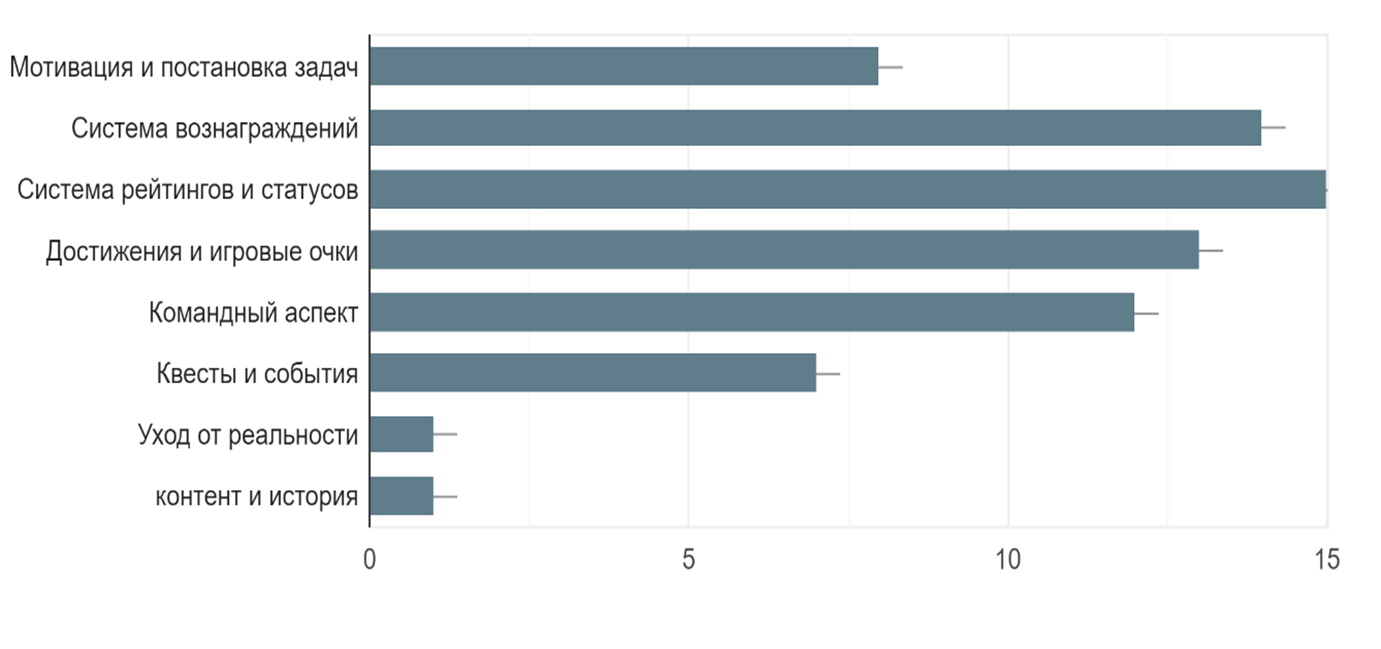 Мотивация и постановка задач
Система вознаграждений
Система рейтингов и статусов
Достижения и игровые очки
Командный аспект
Квесты и события
Уход от реальности
контент и история
0 5 10 15